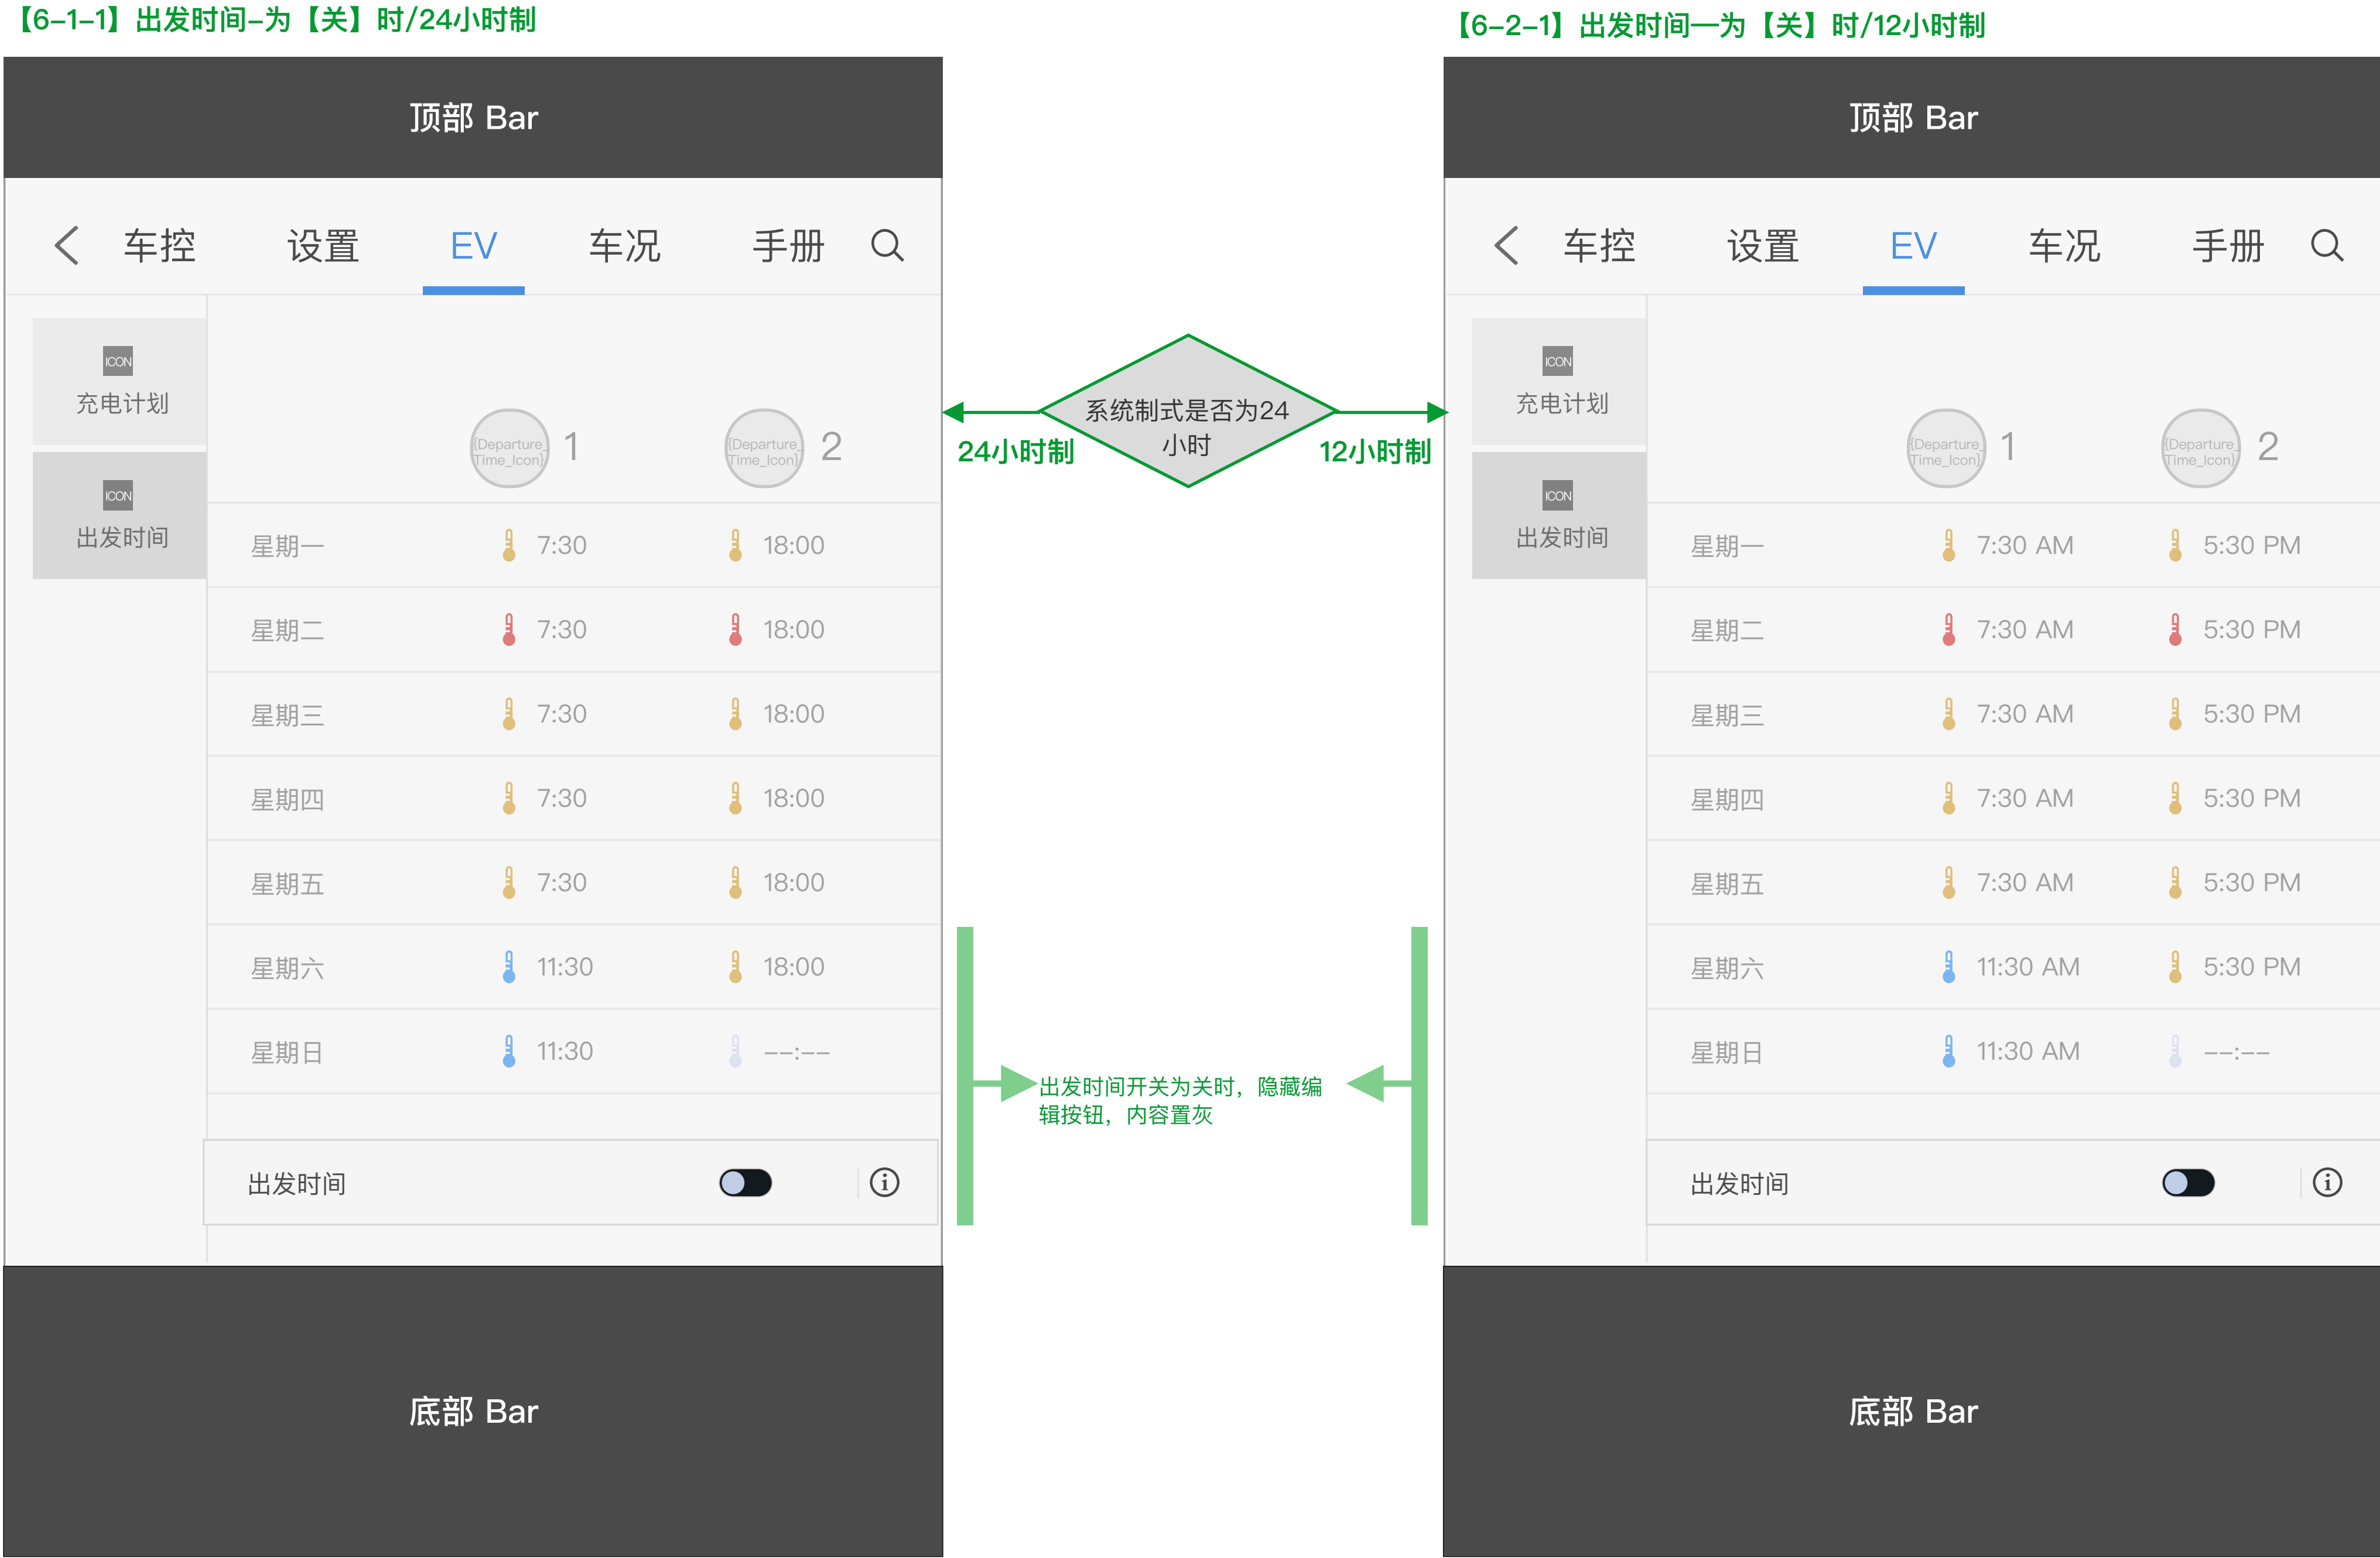 【6-1-1】出发时间-为【关】时/24小时制
顶部 Bar
车控 设置 EV 车况 手册
ICON
充电计划
ICON
出发时间
{Departure_
Time_Icon} 1
{Departure_
Time_Icon} 2
星期一 7:30 18:00
星期二 7:30 18:00
星期三 7:30 18:00
星期四 7:30 18:00
星期五 7:30 18:00
星期六 11:30 18:00
星期日 11:30 --:--
出发时间
底部 Bar
系统制式是否为24
小时
24小时制
12小时制
出发时间开关为关时，隐藏编
辑按钮，内容置灰
【6-2-1】出发时间—为【关】时/12小时制
顶部 Bar
车控 设置 EV 车况 手册
ICON
充电计划
ICON
出发时间
{Departure_
Time_Icon} 1
{Departure_
Time_Icon} 2
星期一 7:30 AM 5:30 PM
星期二 7:30 AM 5:30 PM
星期三 7:30 AM 5:30 PM
星期四 7:30 AM 5:30 PM
星期五 7:30 AM 5:30 PM
星期六 11:30 AM 5:30 PM
星期日 11:30 AM --:--
出发时间
底部 Bar